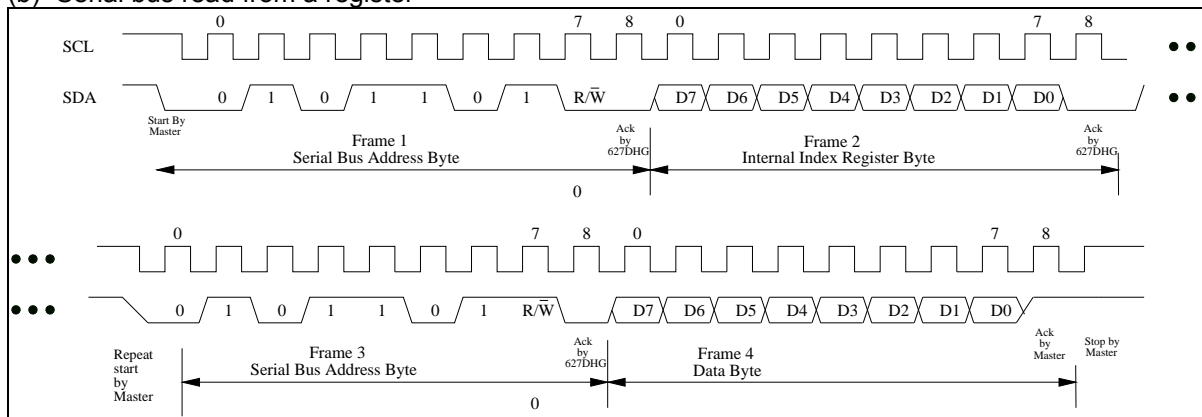 (b) Serial bus read from a register
0 7 8 0 7 8
SCL
SDA 0 1 0 1 1 0 1 R/W̅ D7 D6 D5 D4 D3 D2 D1 D0
Start By
Master
Ack
by
627DHG
Ack
by
627DHG
Frame 1
Serial Bus Address Byte
Frame 2
Internal Index Register Byte
0
0 7 8 0 7 8
0 1 0 1 1 0 1 R/W̅ D7 D6 D5 D4 D3 D2 D1 D0
Repeat
start
by
Master
Frame 3
Serial Bus Address Byte
Ack
by
627DHG
Frame 4
Data Byte
Ack
by
Master
Stop by
Master
0